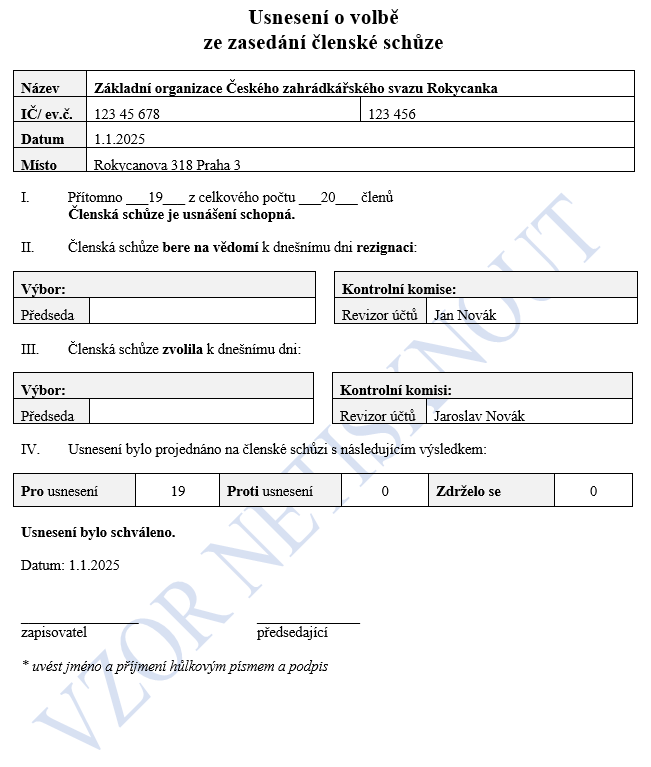 Usnesení o volbě
ze zasedání členské schůze
Název Základní organizace Českého zahrádkářského svazu Rokycanka
IČ/ ev.č. 123 45 678 123 456
Datum 1.1.2025
Místo Rokycanova 318 Praha 3
I. Přítomno ___19___ z celkového počtu ___20___ členů
Členská schůze je usnášení schopná.
II. Členská schůze bere na vědomí k dnešnímu dni rezignaci:
Výbor: Kontrolní komise:
Předseda Revizor účtů Jan Novák
III. Členská schůze zvolila k dnešnímu dni:
Výbor: Kontrolní komisi:
Předseda Revizor účtů Jaroslav Novák
IV. Usnesení bylo projednáno na členské schůzi s následujícím výsledkem:
Pro usnesení 19 Proti usnesení 0 Zdrželo se 0
Usnesení bylo schváleno.
Datum: 1.1.2025
zapisovatel předsedající
* uvést jméno a příjmení hůlkovým písmem a podpis
VZOR NETISKNOUT